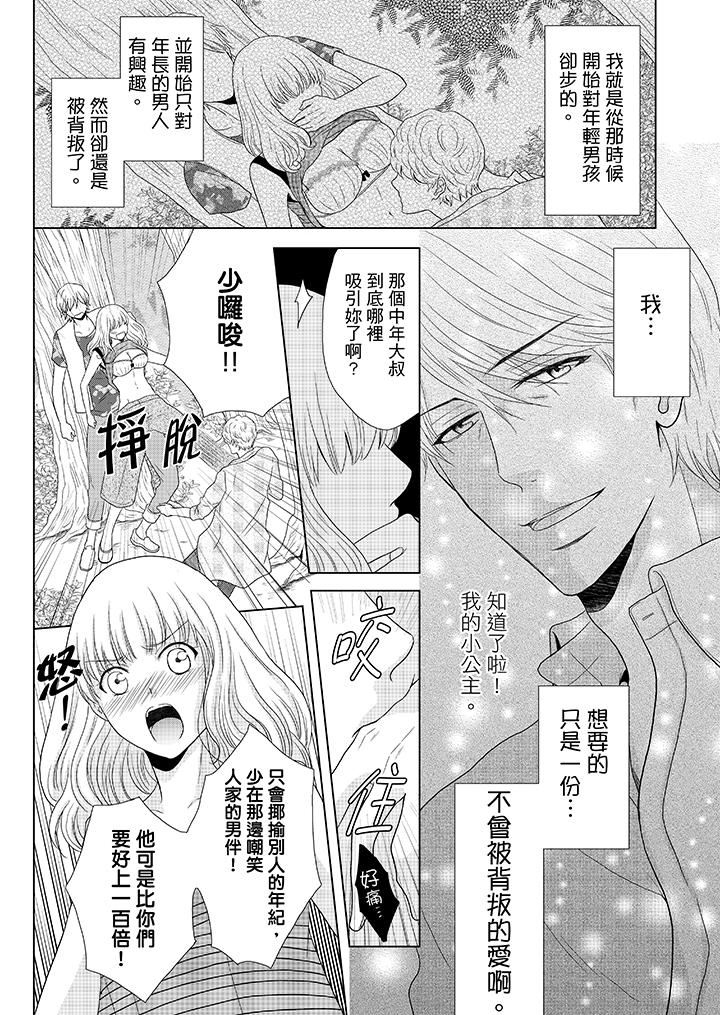 我就是從那時候
開始對年輕男孩
卻步的。
並開始只對
年長的男人
有興趣。
然而卻還是
被背叛了。
我…
知道了啦！
我的小公主。
想要的
只是一份…
不會被背叛的愛啊。
那個中年大叔
到底哪裡
吸引妳了啊？
少囉唆!!
掙脫
咬住
好痛…
怒！
只會揶揄別人的年紀，
少在那邊嘲笑
人家的男伴！
他可是比你們
要好上一百倍！